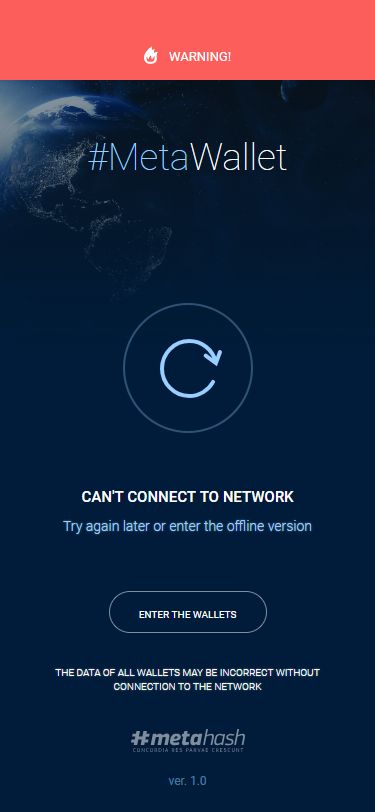 WARNING!
#MetaWallet
CAN'T CONNECT TO NETWORK
Try again later or enter the offline version
ENTER THE WALLETS
THE DATA OF ALL WALLETS MAY BE INCORRECT WITHOUT
CONNECTION TO THE NETWORK
#metahash
CONCORDIA RES PARVAE CRESCUNT
ver. 1.0